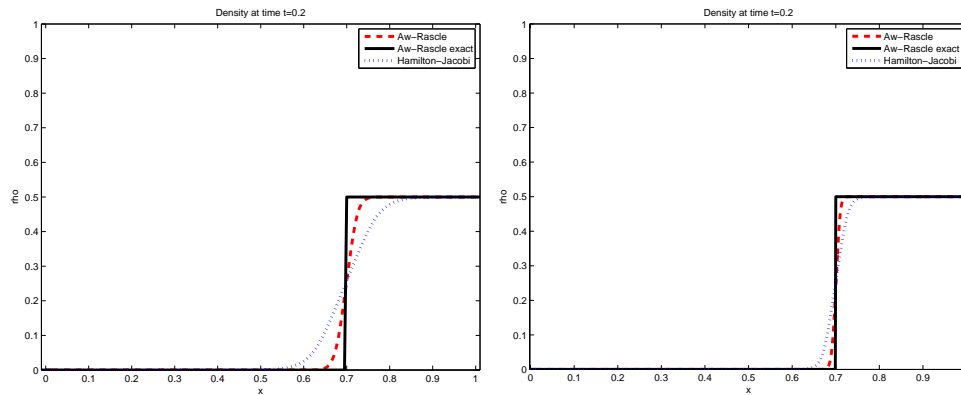 Density at time t=0.2
1
0.9
0.8
0.7
0.6
0.5
0.4
0.3
0.2
0.1
0
rho
0 0.1 0.2 0.3 0.4 0.5 0.6 0.7 0.8 0.9 1
x
Aw-Rascle
Aw-Rascle exact
Hamilton-Jacobi
Density at time t=0.2
1
0.9
0.8
0.7
0.6
0.5
0.4
0.3
0.2
0.1
0
rho
0 0.1 0.2 0.3 0.4 0.5 0.6 0.7 0.8 0.9
x
Aw-Rascle
Aw-Rascle exact
Hamilton-Jacobi